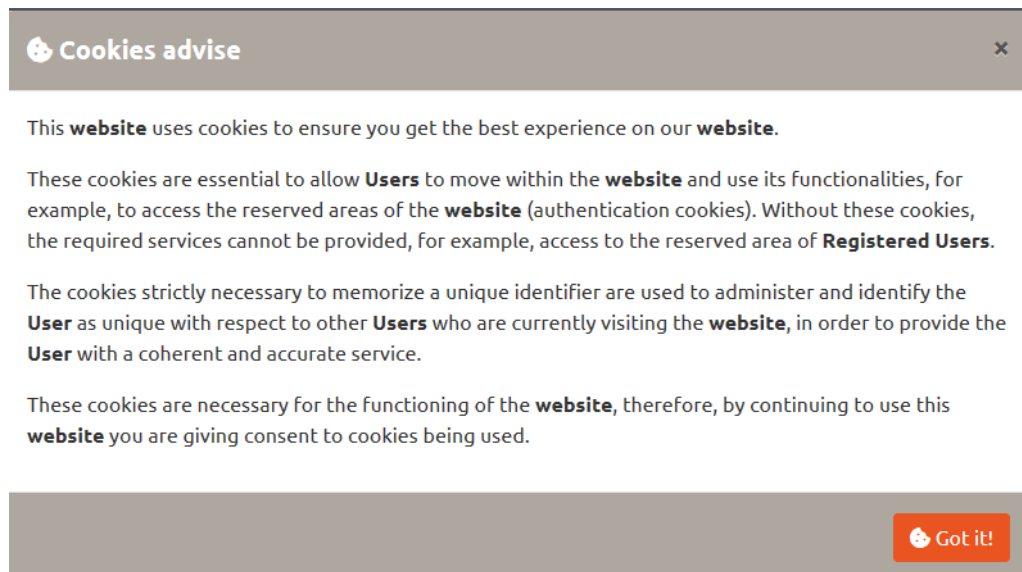 Cookies advise ×
This website uses cookies to ensure you get the best experience on our website.
These cookies are essential to allow Users to move within the website and use its functionalities, for
example, to access the reserved areas of the website (authentication cookies). Without these cookies,
the required services cannot be provided, for example, access to the reserved area of Registered Users.
The cookies strictly necessary to memorize a unique identifier are used to administer and identify the
User as unique with respect to other Users who are currently visiting the website, in order to provide the
User with a coherent and accurate service.
These cookies are necessary for the functioning of the website, therefore, by continuing to use this
website you are giving consent to cookies being used.
Got it!